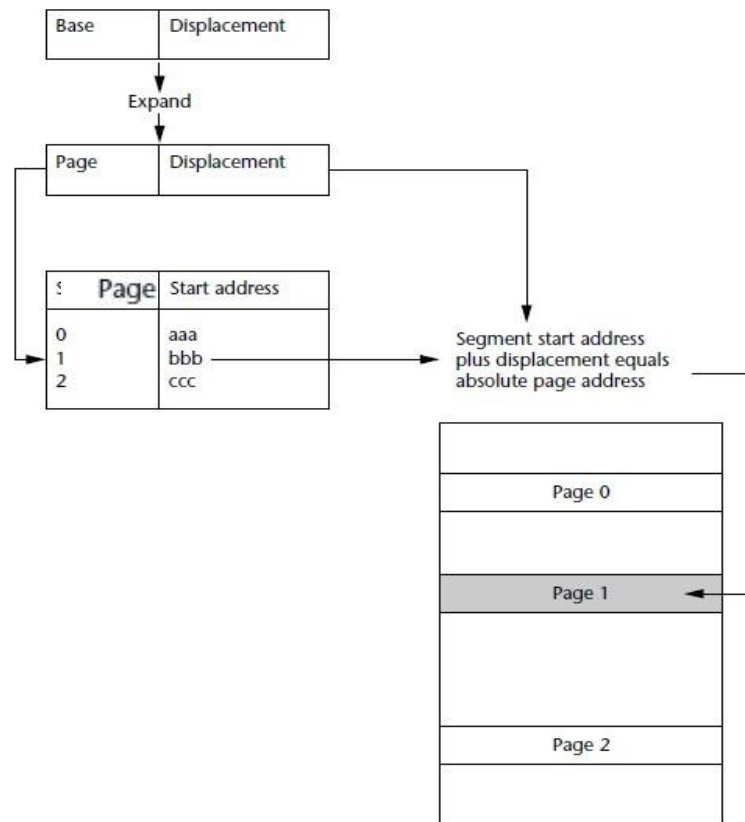 Base Displacement
Expand
Page Displacement
Page Start address
0 aaa
1 bbb
2 ccc
Segment start address
plus displacement equals
absolute page address
Page 0
Page 1
Page 2